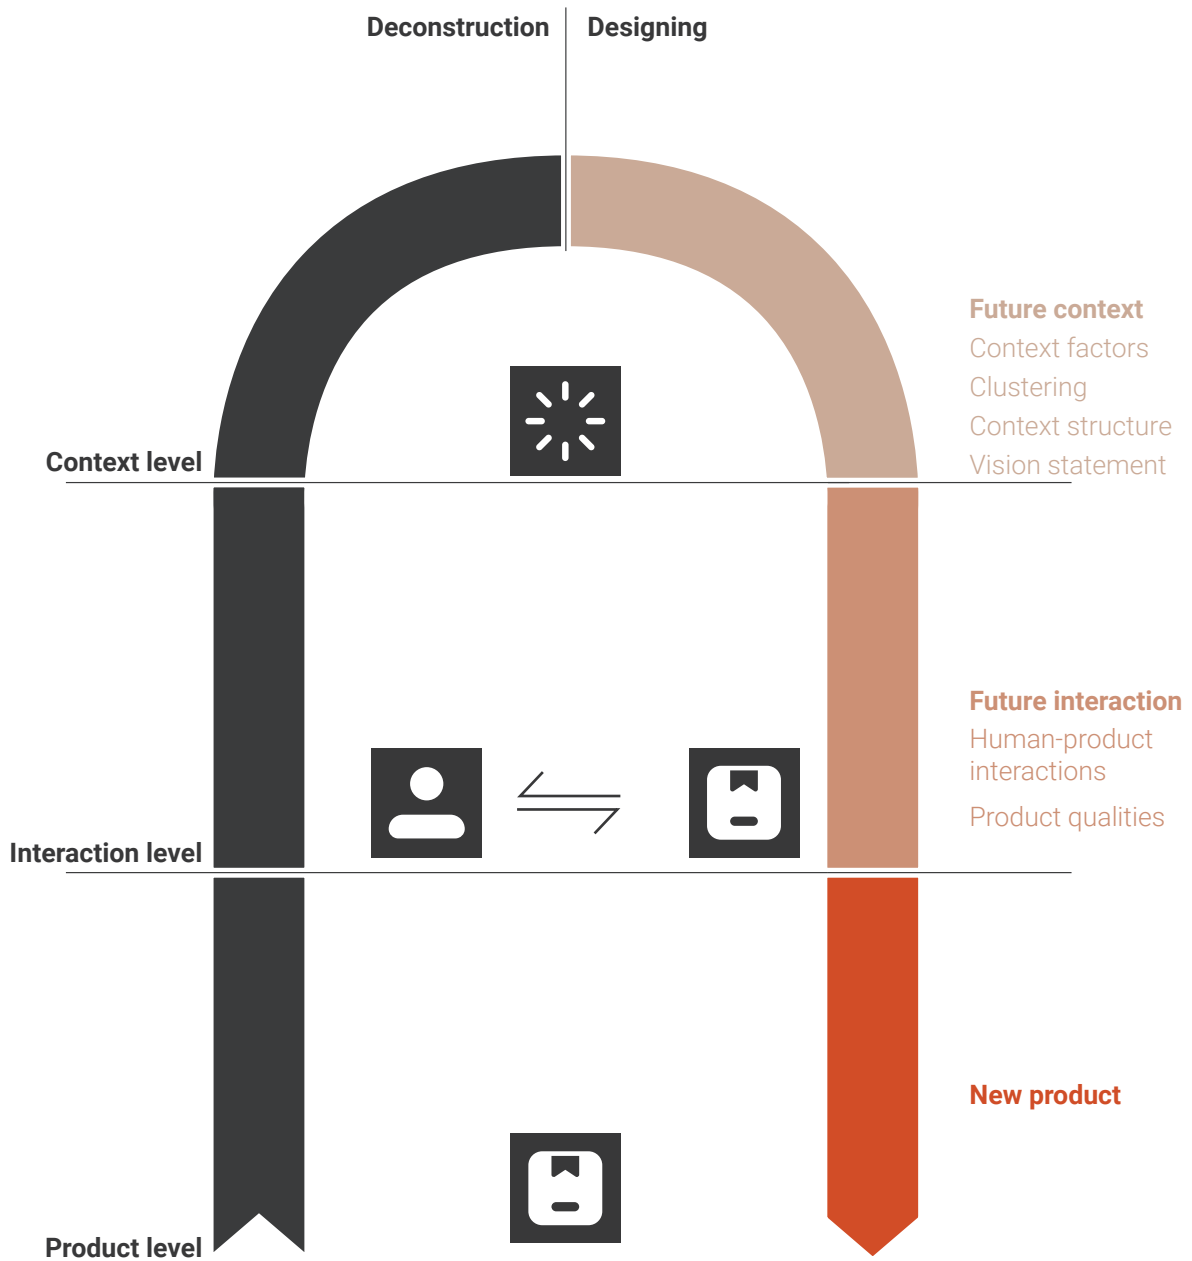 Deconstruction
Designing
Future context
Context factors
Clustering
Context structure
Vision statement
Context level
Future interaction
Human-product
interactions
Product qualities
Interaction level
New product
Product level